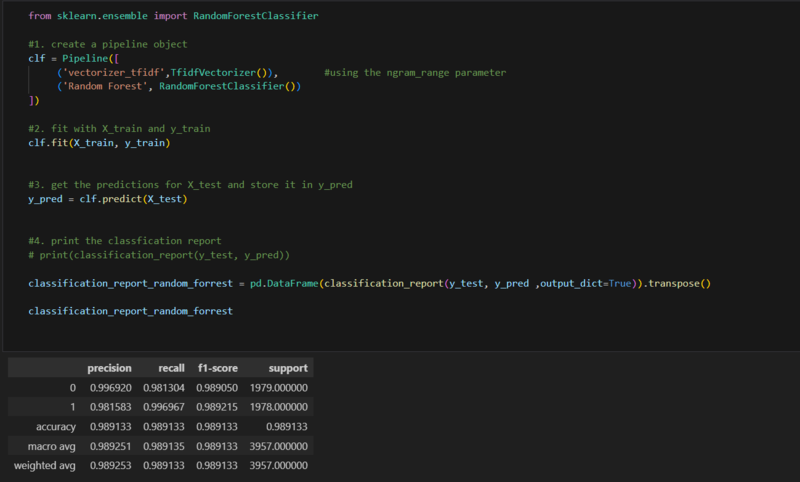 from sklearn.ensemble import RandomForestClassifier
#1. create a pipeline object
clf = Pipeline([
('vectorizer_tfidf',TfidfVectorizer()), #using the ngram_range parameter
('Random Forest', RandomForestClassifier())
])
#2. fit with X_train and y_train
clf.fit(X_train, y_train)
#3. get the predictions for X_test and store it in y_pred
y_pred = clf.predict(X_test)
#4. print the classfication report
# print(classification_report(y_test, y_pred))
classification_report_random_forrest = pd.DataFrame(classification_report(y_test, y_pred ,output_dict=True)).transpose()
classification_report_random_forrest
precision recall f1-score support
0 0.996920 0.981304 0.989050 1979.000000
1 0.981583 0.996967 0.989215 1978.000000
accuracy 0.989133 0.989133 0.989133 0.989133
macro avg 0.989251 0.989135 0.989133 3957.000000
weighted avg 0.989253 0.989133 0.989133 3957.000000